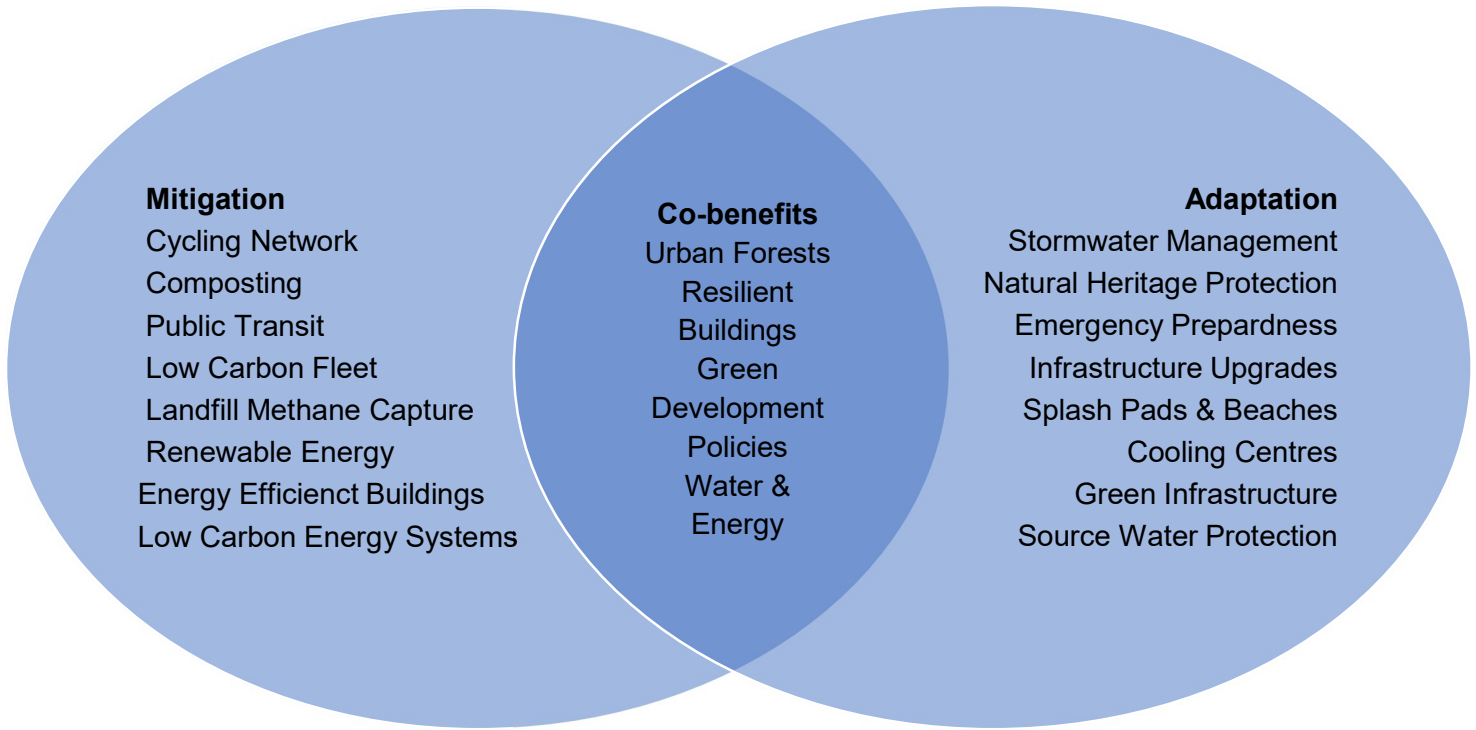 Mitigation
Cycling Network
Composting
Public Transit
Low Carbon Fleet
Landfill Methane Capture
Renewable Energy
Energy Efficienct Buildings
Low Carbon Energy Systems
Co-benefits
Urban Forests
Resilient
Buildings
Green
Development
Policies
Water &
Energy
Adaptation
Stormwater Management
Natural Heritage Protection
Emergency Prepardness
Infrastructure Upgrades
Splash Pads & Beaches
Cooling Centres
Green Infrastructure
Source Water Protection